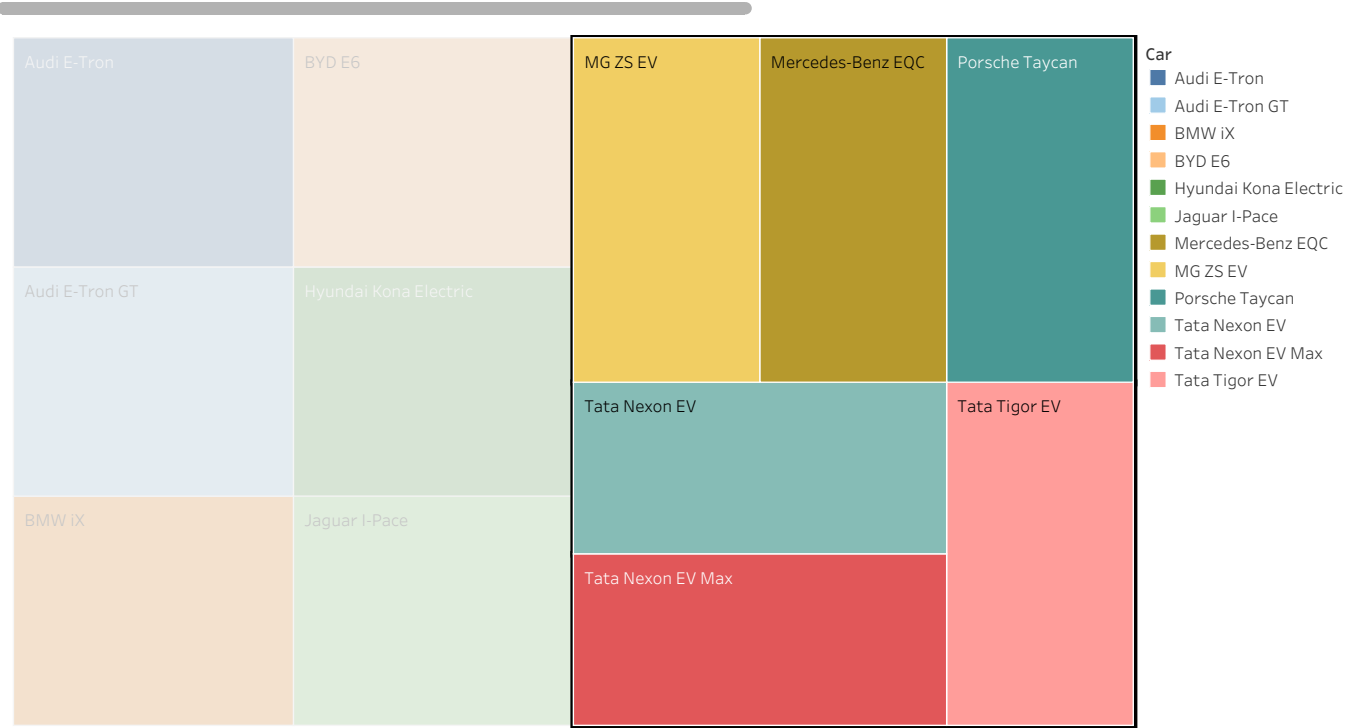 Audi E-Tron
BYD E6
MG ZS EV
Mercedes-Benz EQC
Porsche Taycan
Audi E-Tron GT
Hyundai Kona Electric
Tata Nexon EV
Tata Tigor EV
BMW iX
Jaguar I-Pace
Tata Nexon EV Max
Car
Audi E-Tron
Audi E-Tron GT
BMW iX
BYD E6
Hyundai Kona Electric
Jaguar I-Pace
Mercedes-Benz EQC
MG ZS EV
Porsche Taycan
Tata Nexon EV
Tata Nexon EV Max
Tata Tigor EV